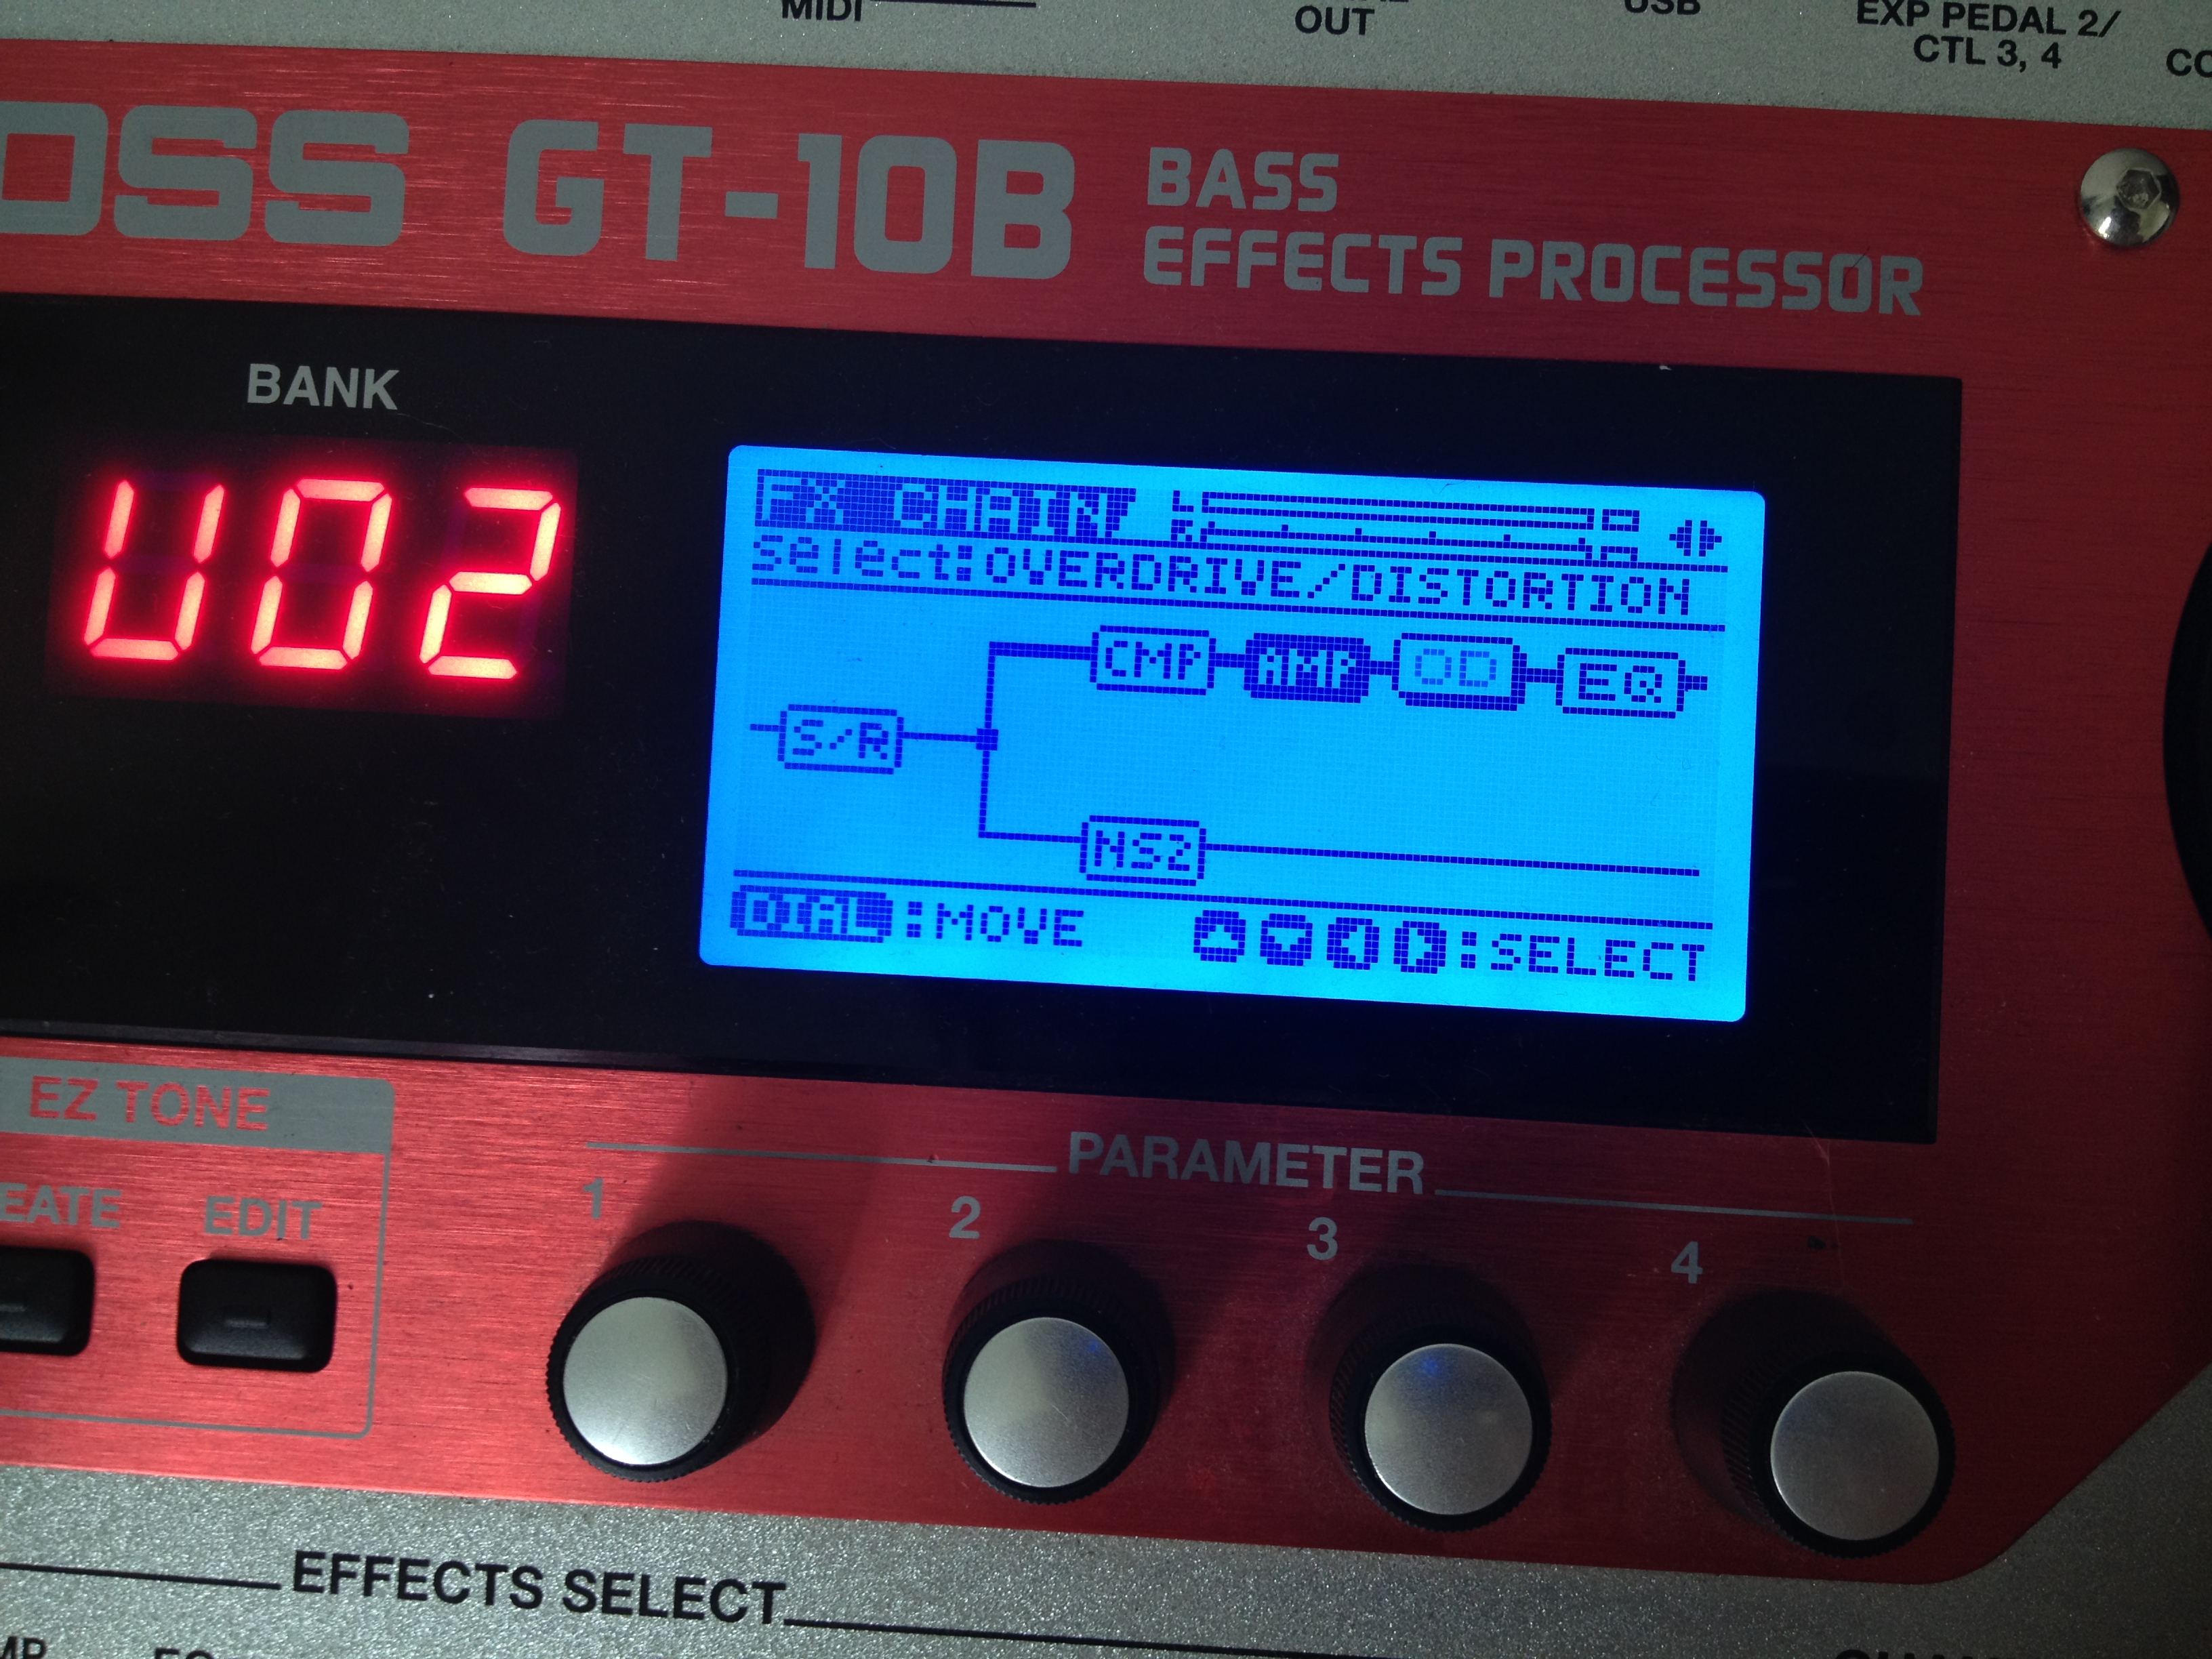 MIDI
OUT
USB
EXP PEDAL 2/
CTL 3, 4
OSS GT-10B
BASS
EFFECTS PROCESSOR
BANK
U02
FX CHAIN L
R
Select:OVERDRIVE/DISTORTION
CMP AMP OD EQ
S/R
NS2
DIAL:MOVE :SELECT
EZ TONE
EATE EDIT
PARAMETER
1 2 3 4
EFFECTS SELECT